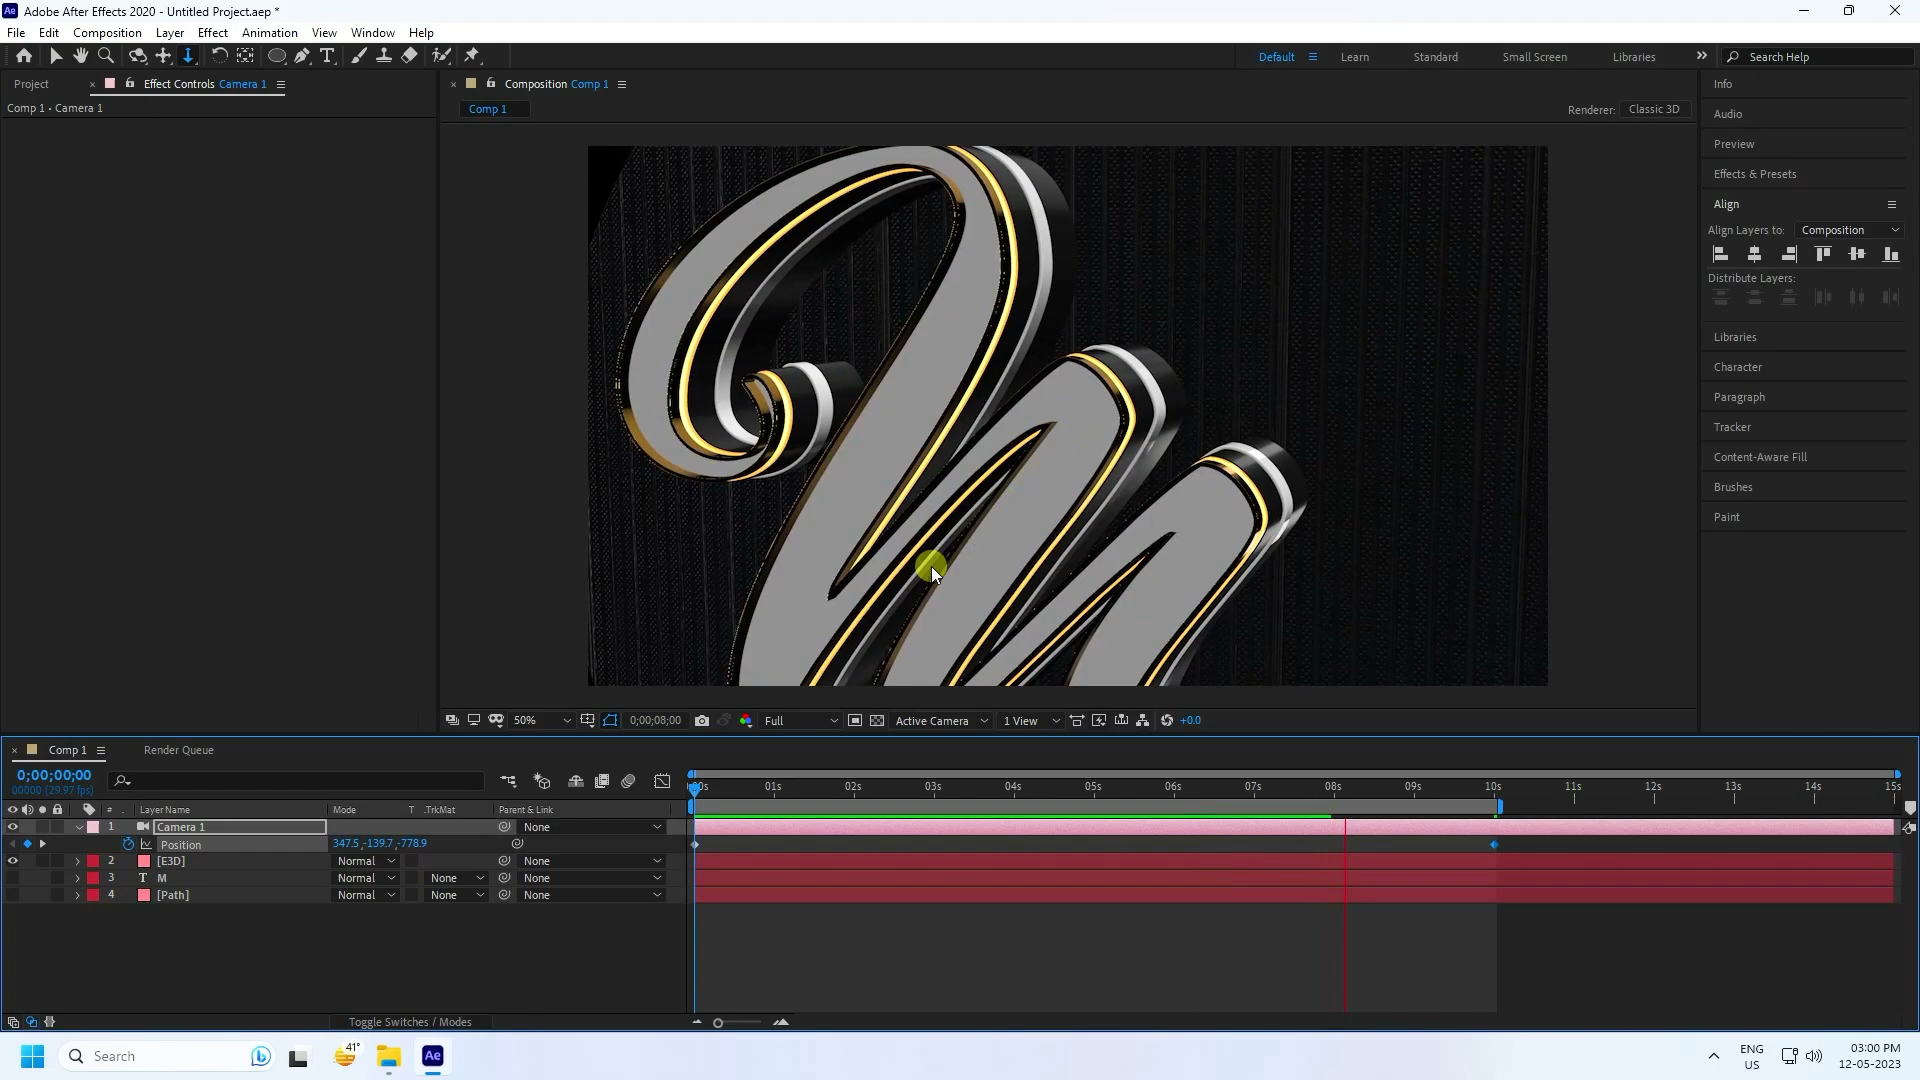 Adobe After Effects 2020 - Untitled Project.aep *
File Edit Composition Layer Effect Animation View Window Help
Default Learn Standard Small Screen Libraries Search Help
Project Effect Controls Camera 1
Composition Comp 1
Info
Comp 1 • Camera 1
Comp 1
Renderer: Classic 3D
Audio
Preview
Effects & Presets
Align
Align Layers to: Composition
Distribute Layers:
Libraries
Character
Paragraph
Tracker
Content-Aware Fill
Brushes
Paint
50% 0;00;08;00 Full Active Camera 1 View +0.0
Comp 1 Render Queue
0;00;00;00
00000 (29.97 fps)
01s 02s 03s 04s 05s 06s 07s 08s 09s 10s 11s 12s 13s 14s 15s
# Layer Name Mode T .TrkMat Parent & Link
1 Camera 1 None
Position 347.5,-139.7,-778.9
2 [E3D] Normal None
3 T M Normal None None
4 [Path] Normal None None
Toggle Switches / Modes
Search 41° Ae ENG US 03:00 PM 12-05-2023